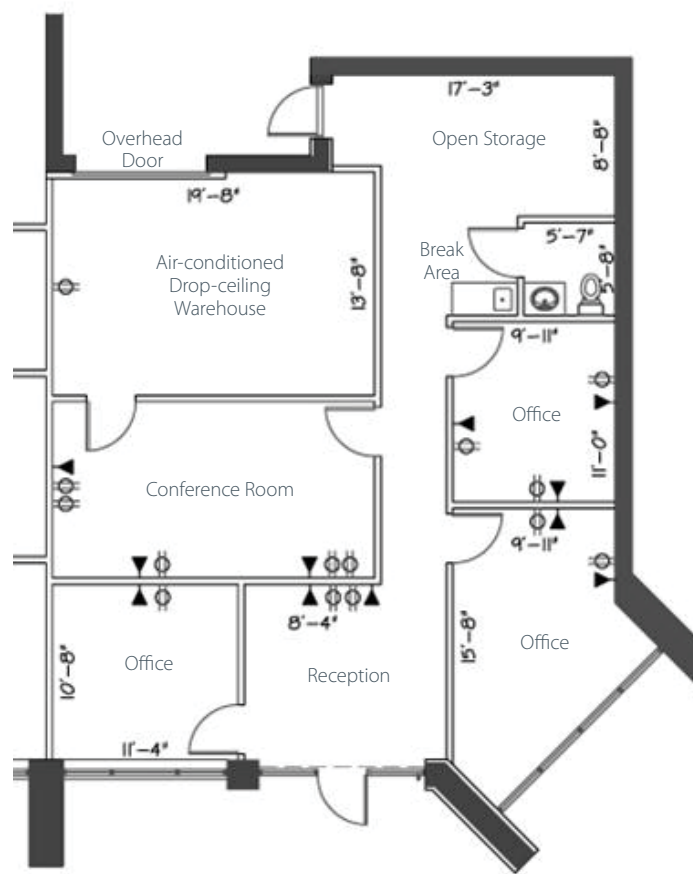 17'-3"
Overhead
Door
Open Storage
8'-8"
19'-8"
5'-7"
Break
Area
5'-8"
Air-conditioned
Drop-ceiling
Warehouse
13'-8"
9'-11"
Office
11'-0"
Conference Room
9'-11"
8'-4"
15'-8"
Office
10'-8"
Office
Reception
11'-4"